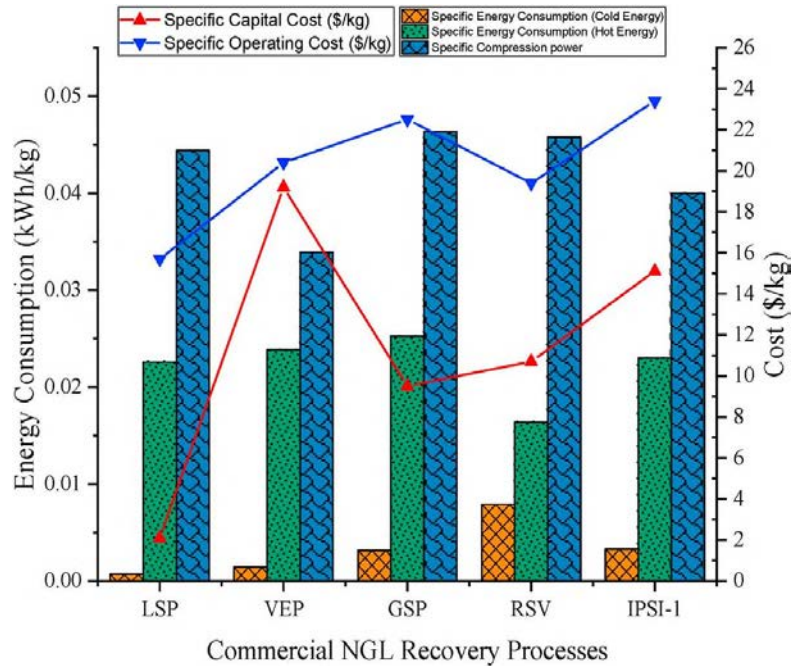 Specific Capital Cost ($/kg)
Specific Operating Cost ($/kg)
Specific Energy Consumption (Cold Energy)
Specific Energy Consumption (Hot Energy)
Specific Compression power
Energy Consumption (kWh/kg)
0.05
0.04
0.03
0.02
0.01
0.00
26
24
22
20
18
16
14
12
10
8
6
4
2
0
Cost ($/kg)
LSP VEP GSP RSV IPSI-1
Commercial NGL Recovery Processes